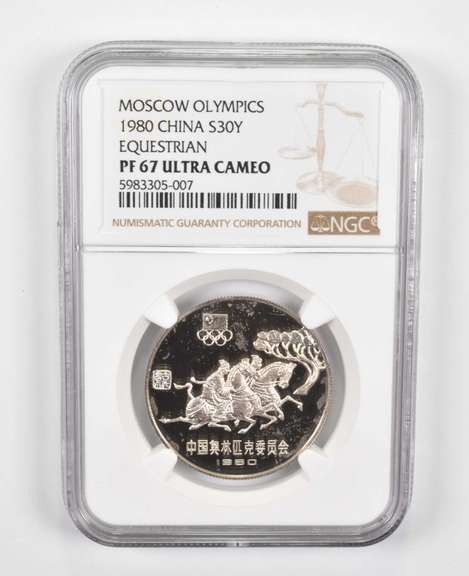 MOSCOW OLYMPICS
1980 CHINA S30Y
EQUESTRIAN
PF 67 ULTRA CAMEO
5983305-007
NUMISMATIC GUARANTY CORPORATION
NGC
中国奥林匹克委员会
1980